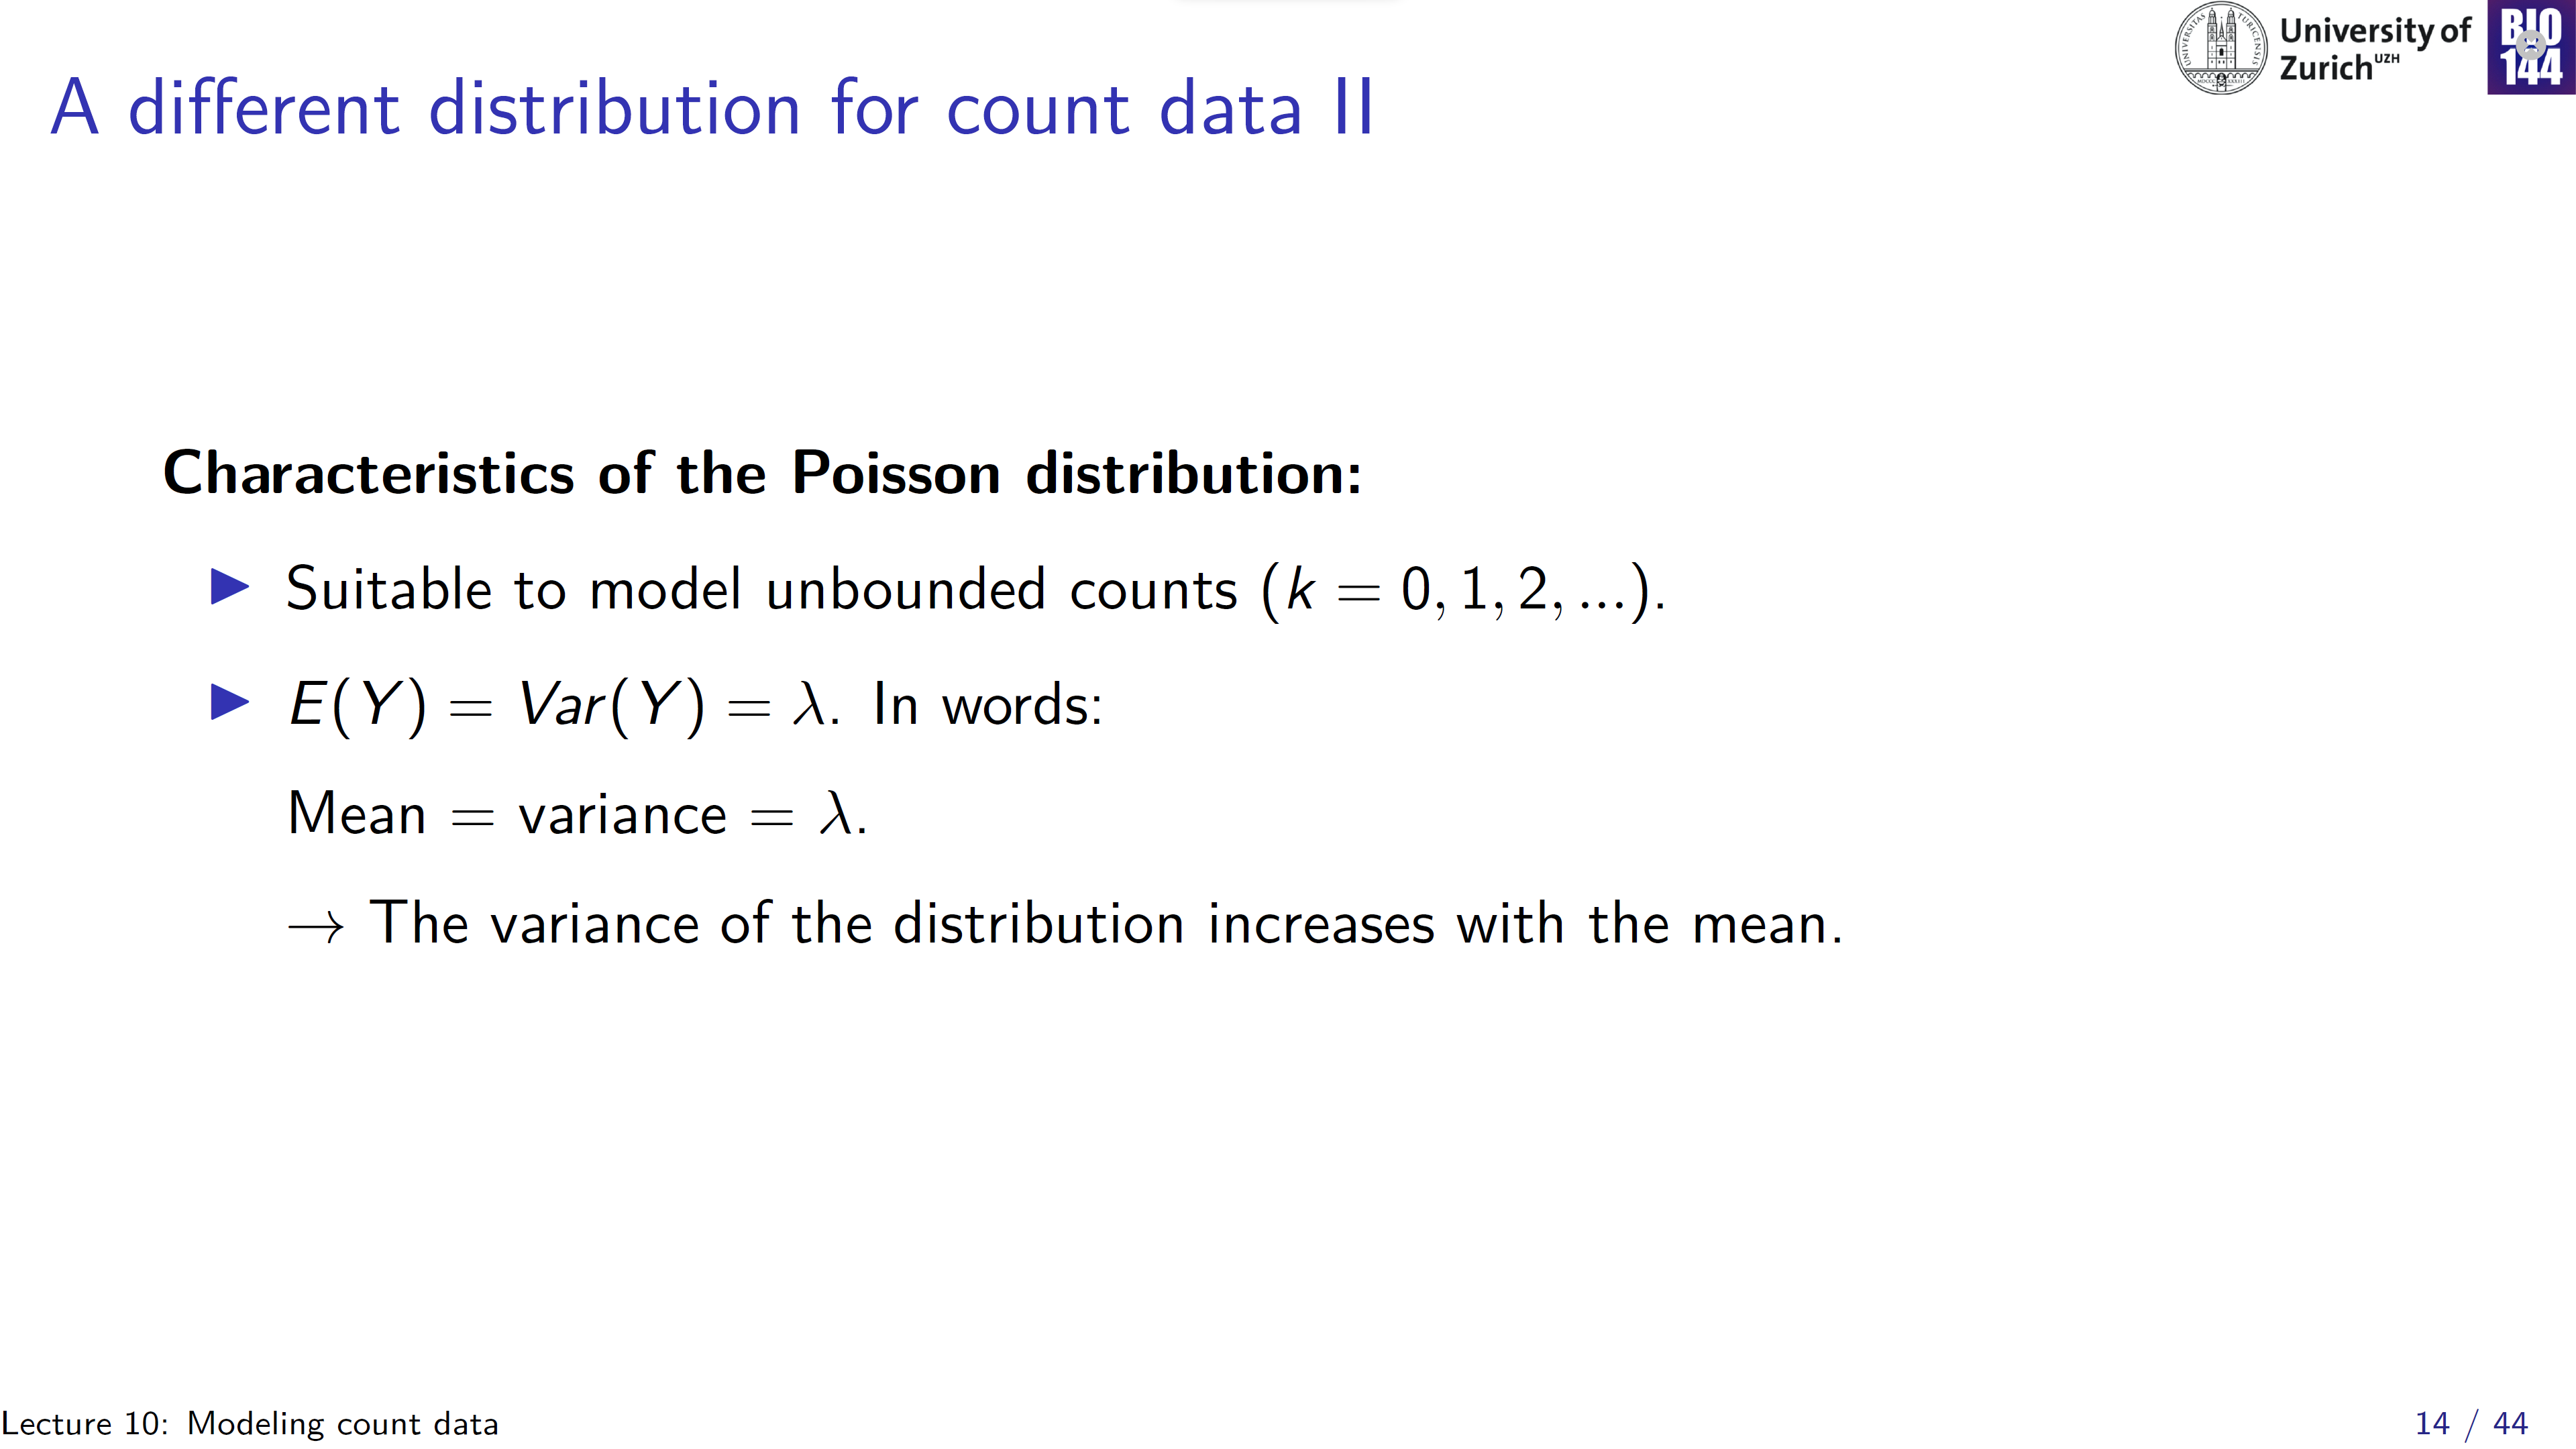 University of
Zurich UZH
BIO
144
A different distribution for count data II
Characteristics of the Poisson distribution:
Suitable to model unbounded counts (k = 0, 1, 2, ...).
E(Y) = Var(Y) = λ. In words:
Mean = variance = λ.
→ The variance of the distribution increases with the mean.
Lecture 10: Modeling count data
14 / 44